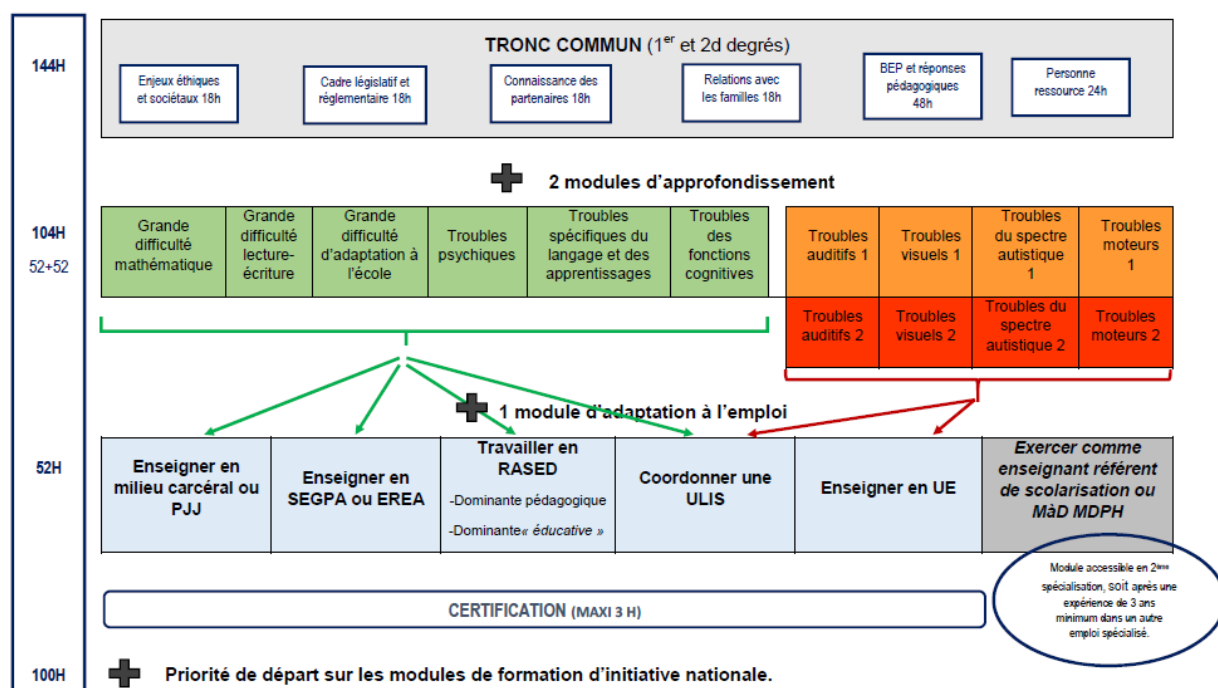 TRONC COMMUN (1er et 2d degrés)
144H
Enjeux éthiques
et sociétaux 18h
Cadre législatif et
réglementaire 18h
Connaissance des
partenaires 18h
Relations avec
les familles 18h
BEP et réponses
pédagogiques
48h
Personne
ressource 24h
2 modules d'approfondissement
104H
52+52
Grande
difficulté
mathématique
Grande
difficulté
lecture-
écriture
Grande
difficulté
d'adaptation à
l'école
Troubles
psychiques
Troubles
spécifiques du
langage et des
apprentissages
Troubles
des
fonctions
cognitives
Troubles
auditifs 1
Troubles
visuels 1
Troubles
du spectre
autistique
1
Troubles
moteurs
1
Troubles
auditifs 2
Troubles
visuels 2
Troubles du
spectre
autistique 2
Troubles
moteurs 2
1 module d'adaptation à l'emploi
52H
Enseigner en
milieu carcéral ou
PJJ
Enseigner en
SEGPA ou EREA
Travailler en
RASED
-Dominante pédagogique
-Dominante« éducative »
Coordonner une
ULIS
Enseigner en UE
Exercer comme
enseignant référent
de scolarisation ou
MàD MDPH
Module accessible en 2ème
spécialisation, soit après une
expérience de 3 ans
minimum dans un autre
emploi spécialisé.
CERTIFICATION (MAXI 3 H)
100H
Priorité de départ sur les modules de formation d'initiative nationale.